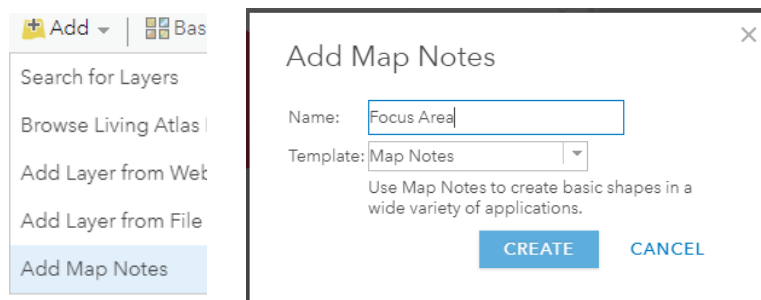 Add
Bas
Search for Layers
Browse Living Atlas
Add Layer from Web
Add Layer from File
Add Map Notes
Add Map Notes
Name: Focus Area
Template: Map Notes
Use Map Notes to create basic shapes in a
wide variety of applications.
CREATE CANCEL